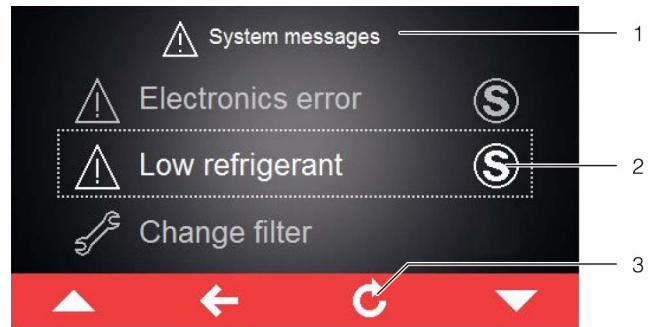 System messages
1
Electronics error
S
Low refrigerant
S
2
Change filter
3